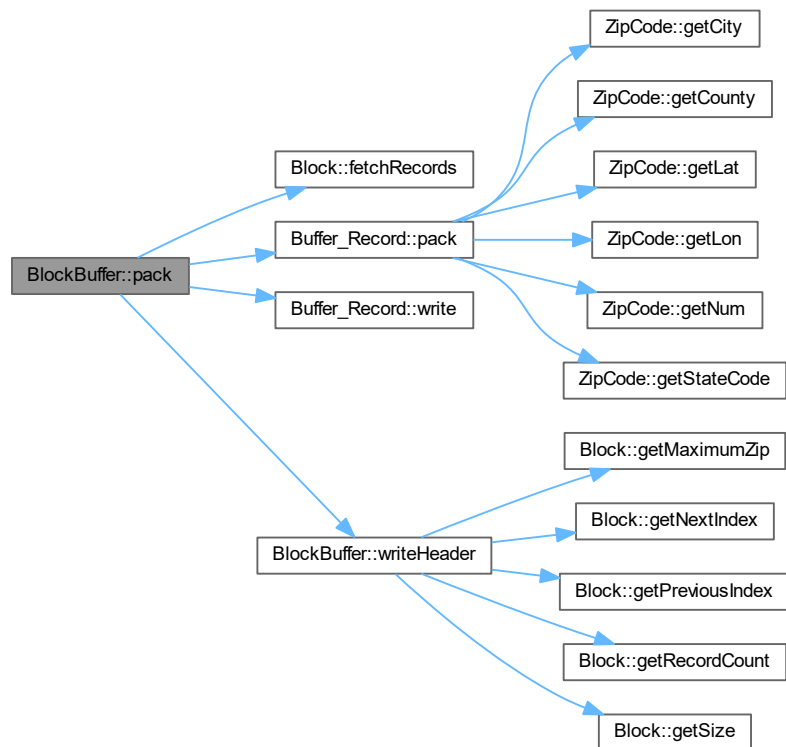 ZipCode::getCity
ZipCode::getCounty
Block::fetchRecords
ZipCode::getLat
Buffer_Record::pack
ZipCode::getLon
BlockBuffer::pack
Buffer_Record::write
ZipCode::getNum
ZipCode::getStateCode
Block::getMaximumZip
Block::getNextIndex
BlockBuffer::writeHeader
Block::getPreviousIndex
Block::getRecordCount
Block::getSize